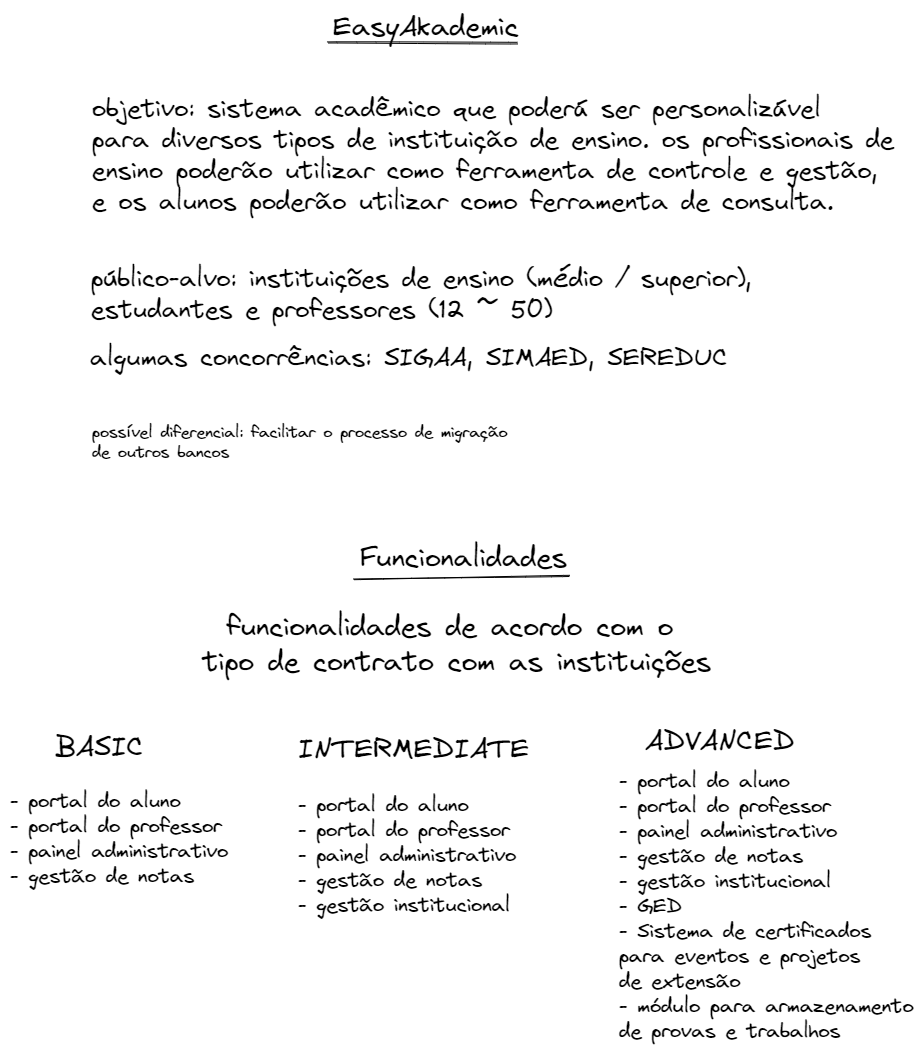 EasyAkademic
objetivo: sistema acadêmico que poderá ser personalizável
para diversos tipos de instituição de ensino. os profissionais de
ensino poderão utilizar como ferramenta de controle e gestão,
e os alunos poderão utilizar como ferramenta de consulta.
público-alvo: instituições de ensino (médio / superior),
estudantes e professores (12 ~ 50)
algumas concorrências: SIGAA, SIMAED, SEREDUC
possível diferencial: facilitar o processo de migração
de outros bancos
Funcionalidades
funcionalidades de acordo com o
tipo de contrato com as instituições
BASIC
- portal do aluno
- portal do professor
- painel administrativo
- gestão de notas
INTERMEDIATE
- portal do aluno
- portal do professor
- painel administrativo
- gestão de notas
- gestão institucional
ADVANCED
- portal do aluno
- portal do professor
- painel administrativo
- gestão de notas
- gestão institucional
- GED
- Sistema de certificados
para eventos e projetos
de extensão
- módulo para armazenamento
de provas e trabalhos